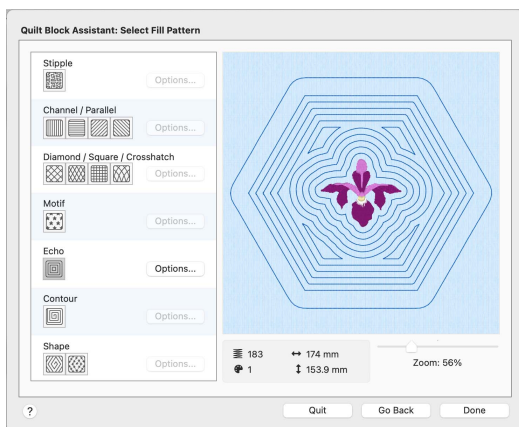 Quilt Block Assistant: Select Fill Pattern
Stipple
Options...
Channel / Parallel
Options...
Diamond / Square / Crosshatch
Options...
Motif
Options...
Echo
Options...
Contour
Options...
Shape
Options...
183
174 mm
1
153.9 mm
Zoom: 56%
?
Quit
Go Back
Done